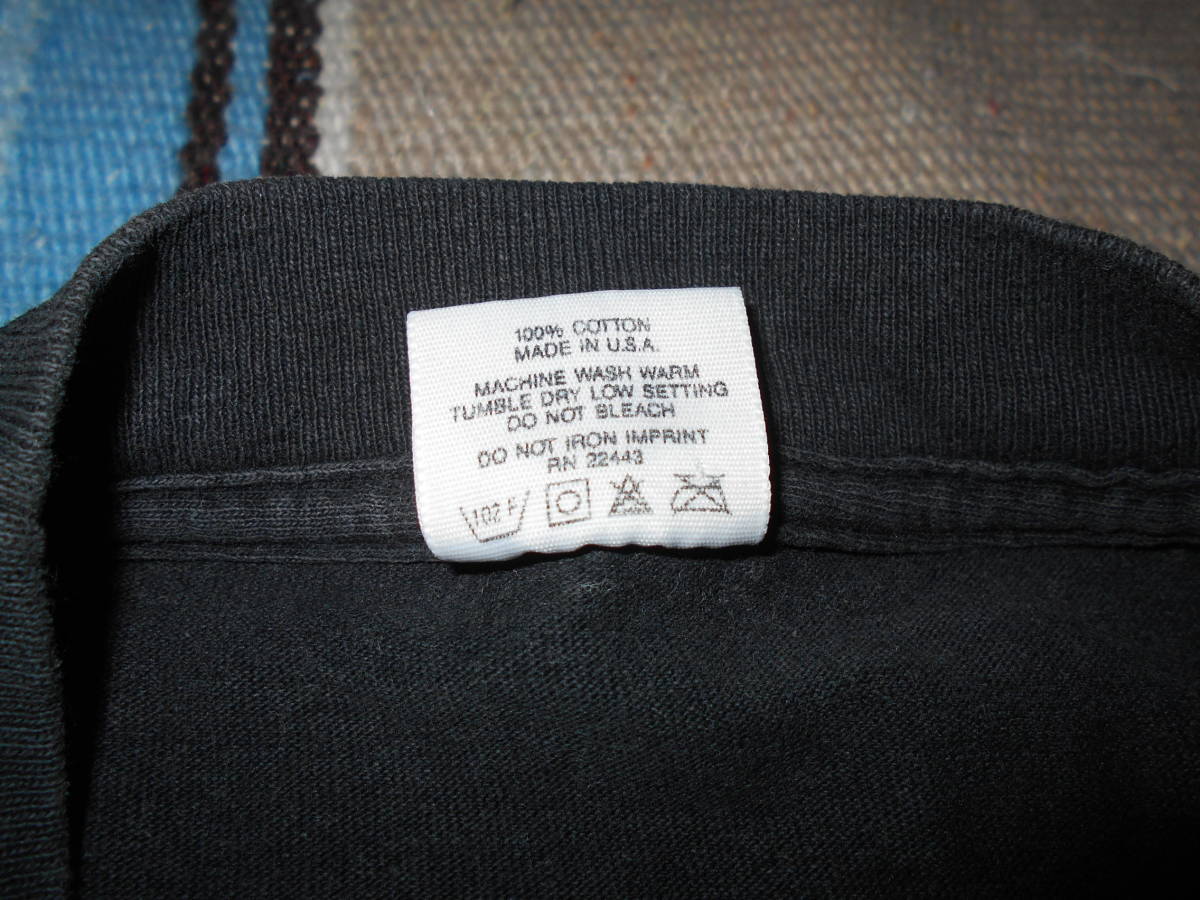 100% COTTON
MADE IN U.S.A.
MACHINE WASH WARM
TUMBLE DRY LOW SETTING
DO NOT BLEACH
DO NOT IRON IMPRINT
RN 22443
102 F